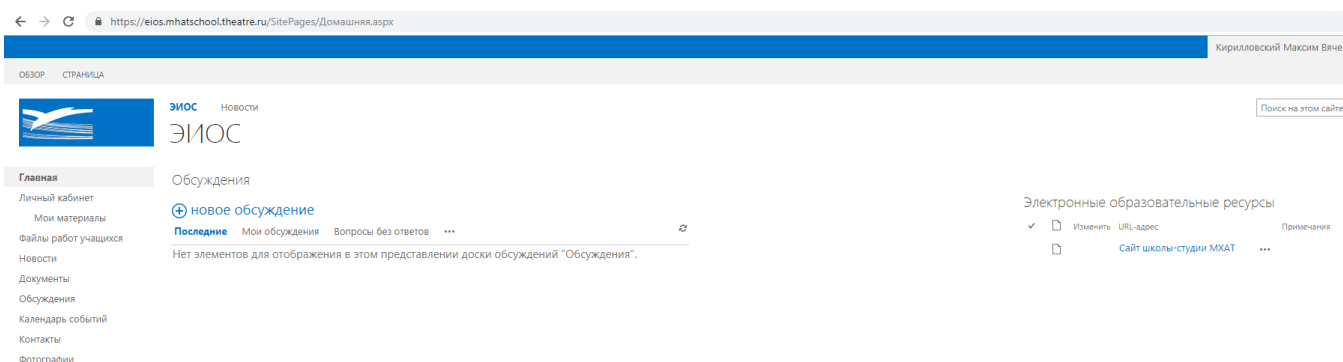 https://eios.mhatschool.theatre.ru/SitePages/Домашняя.aspx
Кирилловский Максим Вяче
ОБЗОР СТРАНИЦА
ЭИОС Новости
ЭИОС
Поиск на этом сайте
Главная
Личный кабинет
Мои материалы
Файлы работ учащихся
Новости
Документы
Обсуждения
Календарь событий
Контакты
Фотографии
Обсуждения
новое обсуждение
Последние Мои обсуждения Вопросы без ответов ...
Нет элементов для отображения в этом представлении доски обсуждений "Обсуждения".
Электронные образовательные ресурсы
Изменить URL-адрес Примечания
Сайт школы-студии МХАТ ...